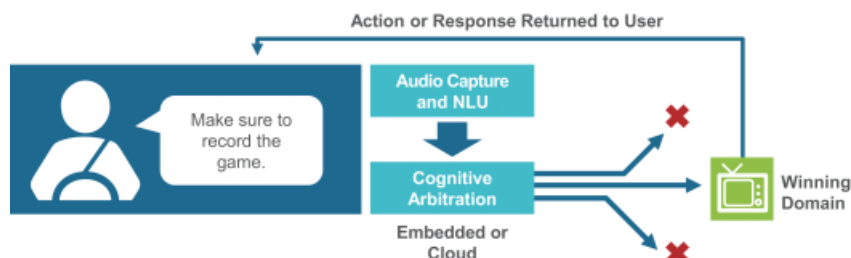 Action or Response Returned to User
Make sure to
record the
game.
Audio Capture
and NLU
Cognitive
Arbitration
Embedded or
Cloud
Winning
Domain